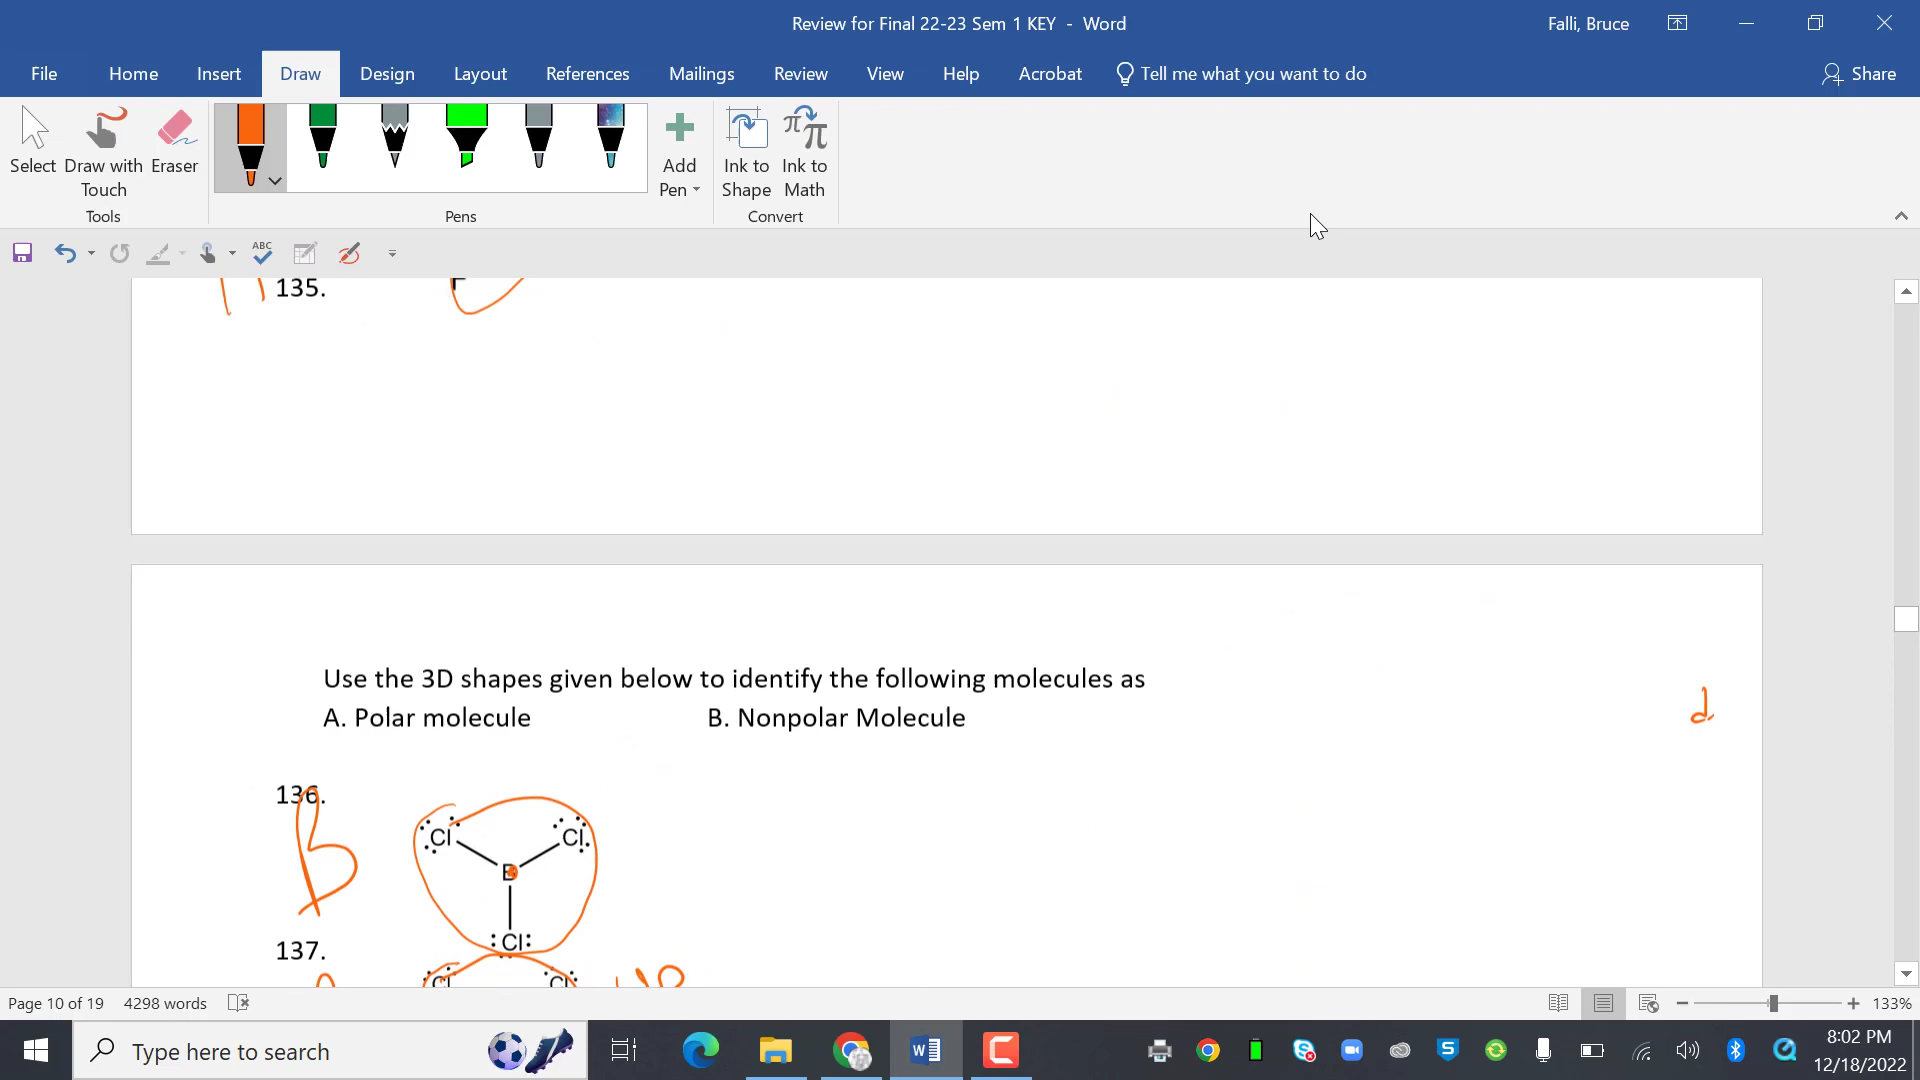 Review for Final 22-23 Sem 1 KEY - Word
Falli, Bruce
File Home Insert Draw Design Layout References Mailings Review View Help Acrobat Tell me what you want to do Share
Select Draw with Touch Eraser Add Pen Ink to Shape Ink to Math
Tools Pens Convert
ABC
135.
Use the 3D shapes given below to identify the following molecules as
A. Polar molecule B. Nonpolar Molecule
136.
B
Cl Cl
B
Cl
137.
Cl Cl
Page 10 of 19 4298 words 133%
Type here to search
8:02 PM
12/18/2022